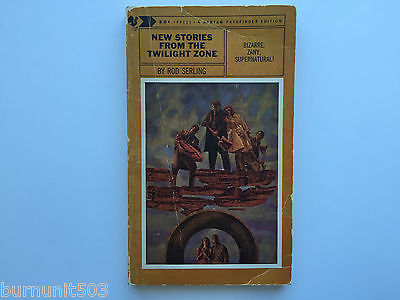 A BANTAM PATHFINDER EDITION
NEW STORIES
FROM THE
TWILIGHT ZONE
BY ROD SERLING
BIZARRE,
ZANY,
SUPERNATURAL!
burnunit503